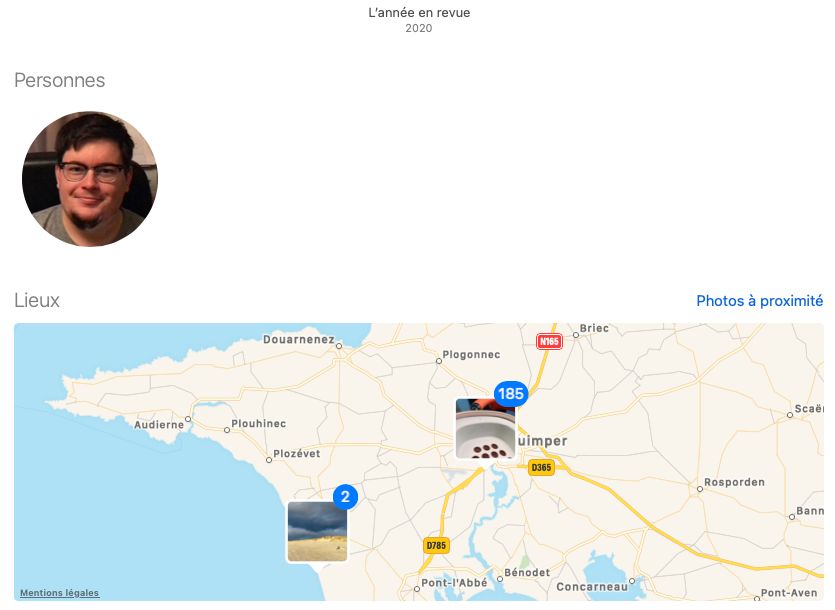 L’année en revue
2020
Personnes
Lieux
Photos à proximité
Briec
Douarnenez
N165
Plogonnec
185
Scaër
Audierne
Plouhinec
uimper
Plozévet
D365
Rosporden
2
Bann
D785
Bénodet
Pont-l'Abbé
Concarneau
Mentions légales
Pont-Aven